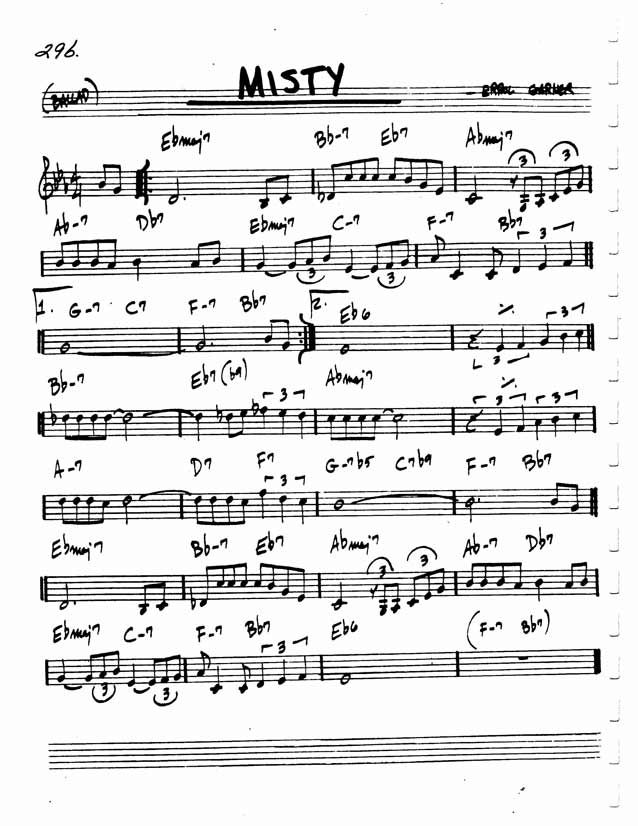 296.
MISTY
(BALLAD)
- ERROL GARNER
Ebmaj7 Bb-7 Eb7 Abmaj7
3 3
Ab-7 Db7 Ebmaj7 C-7 F-7 Bb7
3 3 3
1. G-7 C7 F-7 Bb7 2. Eb6
3 3
Bb-7 Eb7(b9) Abmaj7
3 3 3
A-7 D7 F7 G-7b5 C7b9 F-7 Bb7
3
Ebmaj7 Bb-7 Eb7 Abmaj7 Ab-7 Db7
3 3
Ebmaj7 C-7 F-7 Bb7 Eb6 (F-7 Bb7)
3 3 3